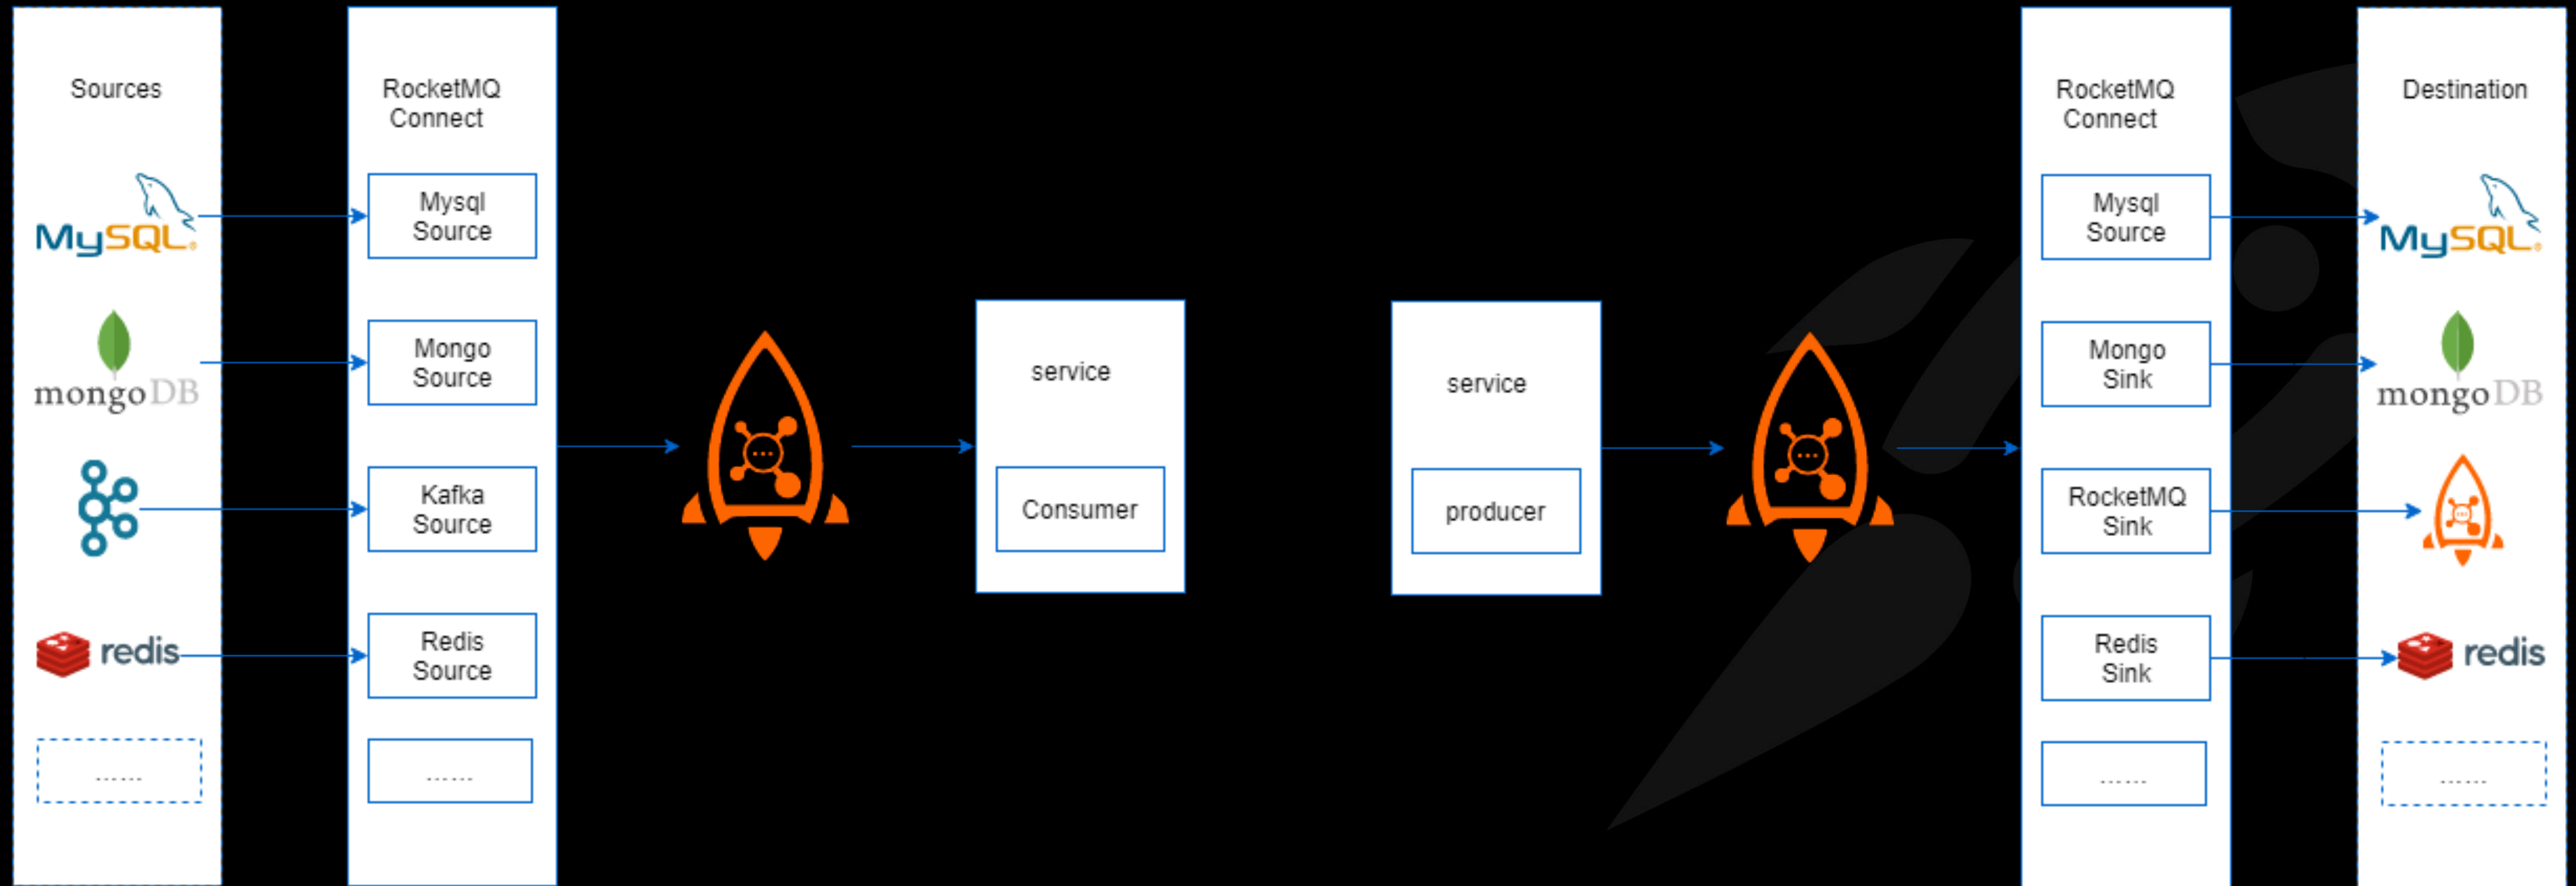 Sources
MySQL®
mongoDB
redis
......
RocketMQ
Connect
Mysql
Source
Mongo
Source
Kafka
Source
Redis
Source
......
service
Consumer
service
producer
RocketMQ
Connect
Mysql
Source
Mongo
Sink
RocketMQ
Sink
Redis
Sink
......
Destination
MySQL®
mongoDB
redis
......